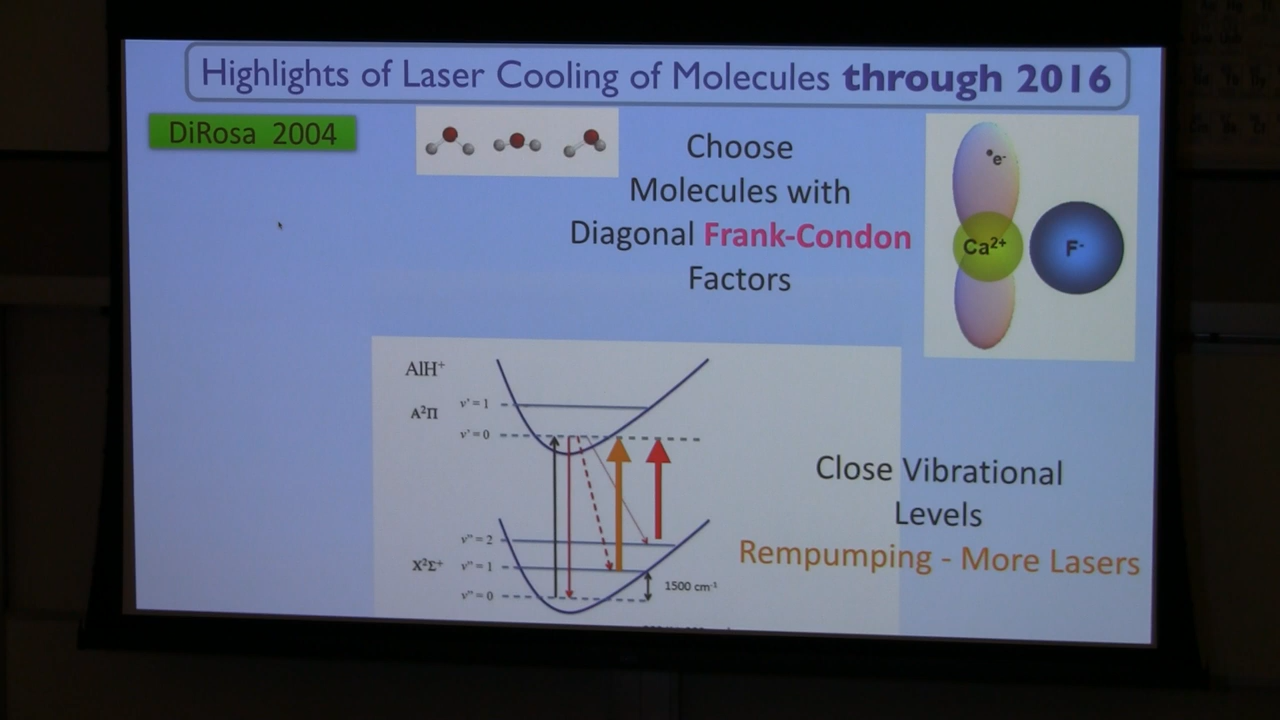 Highlights of Laser Cooling of Molecules through 2016
DiRosa 2004
Choose
Molecules with
Diagonal Frank-Condon
Factors
e-
Ca2+
F-
AlH+
A2Π
v'= 1
v'= 0
v"= 2
X2Σ+
v"= 1
v"= 0
1500 cm-1
Close Vibrational
Levels
Rempumping - More Lasers